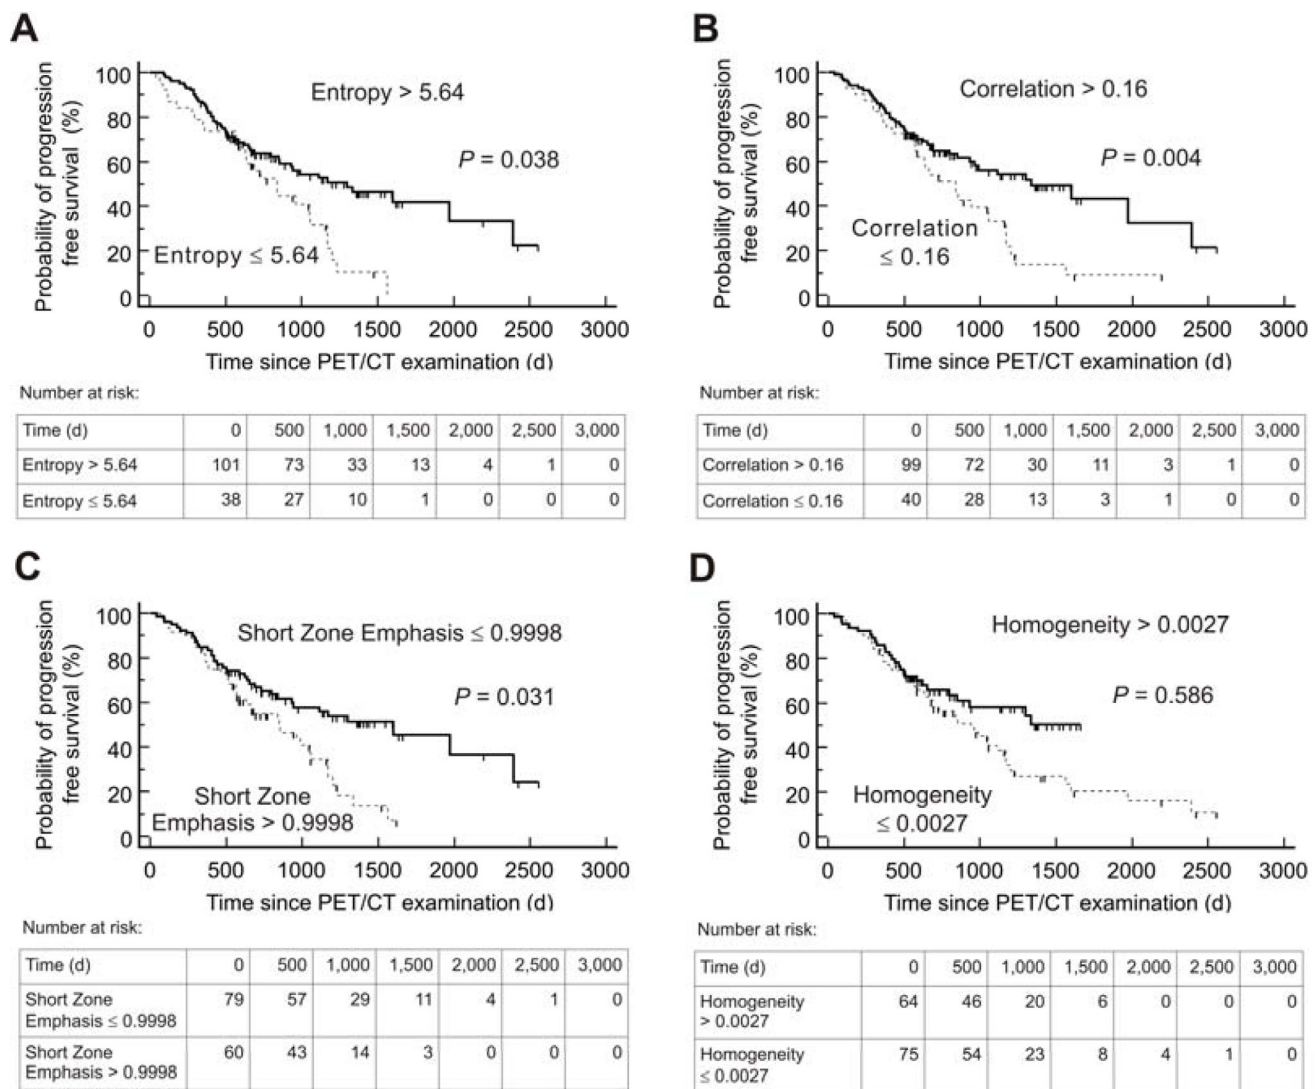 A
Probability of progression
free survival (%)
100
80
60
40
20
0
Entropy > 5.64
P = 0.038
Entropy ≤ 5.64
0 500 1000 1500 2000 2500 3000
Time since PET/CT examination (d)
Number at risk:
Time (d) 0 500 1,000 1,500 2,000 2,500 3,000
Entropy > 5.64 101 73 33 13 4 1 0
Entropy ≤ 5.64 38 27 10 1 0 0 0
B
Probability of progression
free survival (%)
100
80
60
40
20
0
Correlation > 0.16
P = 0.004
Correlation
≤ 0.16
0 500 1000 1500 2000 2500 3000
Time since PET/CT examination (d)
Number at risk:
Time (d) 0 500 1,000 1,500 2,000 2,500 3,000
Correlation > 0.16 99 72 30 11 3 1 0
Correlation ≤ 0.16 40 28 13 3 1 0 0
C
Probability of progression
free survival (%)
100
80
60
40
20
0
Short Zone Emphasis ≤ 0.9998
P = 0.031
Short Zone
Emphasis > 0.9998
0 500 1000 1500 2000 2500 3000
Time since PET/CT examination (d)
Number at risk:
Time (d) 0 500 1,000 1,500 2,000 2,500 3,000
Short Zone 79 57 29 11 4 1 0
Emphasis ≤ 0.9998
Short Zone 60 43 14 3 0 0 0
Emphasis > 0.9998
D
Probability of progression
free survival (%)
100
80
60
40
20
0
Homogeneity > 0.0027
P = 0.586
Homogeneity
≤ 0.0027
0 500 1000 1500 2000 2500 3000
Time since PET/CT examination (d)
Number at risk:
Time (d) 0 500 1,000 1,500 2,000 2,500 3,000
Homogeneity 64 46 20 6 0 0 0
> 0.0027
Homogeneity 75 54 23 8 4 1 0
≤ 0.0027